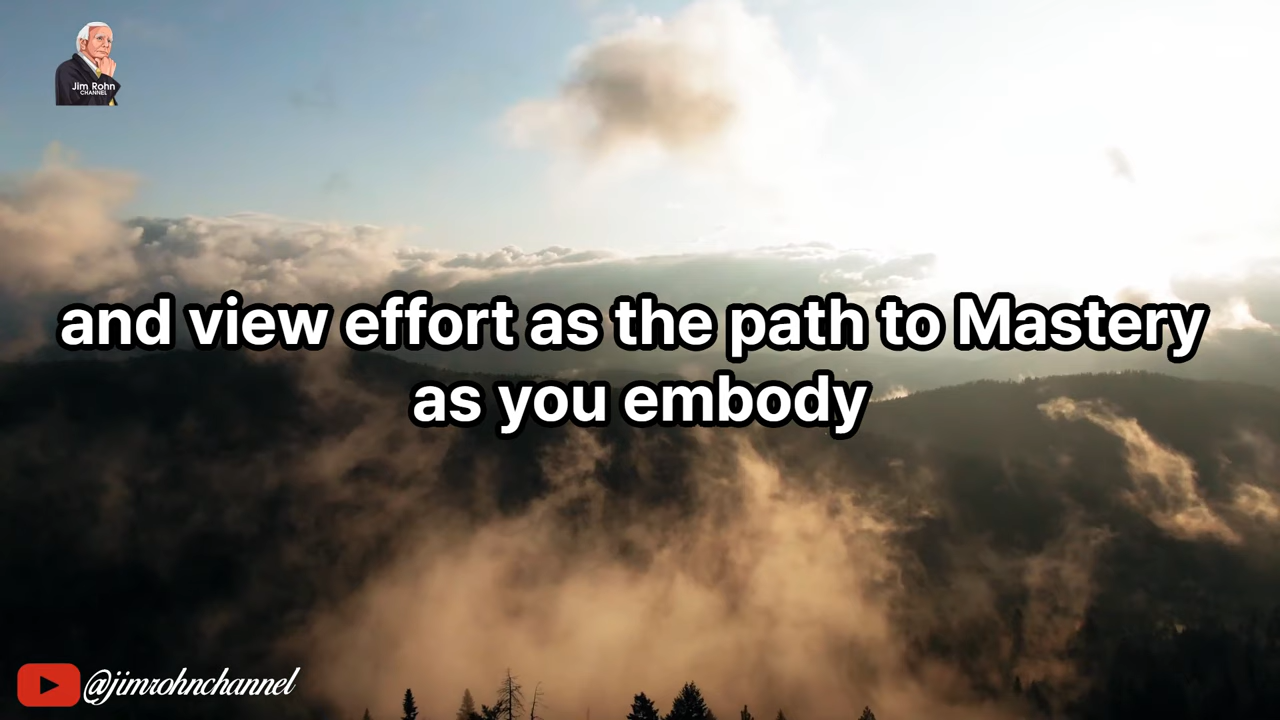 Jim Rohn
CHANNEL
and view effort as the path to Mastery
as you embody
@jimrohnchannel